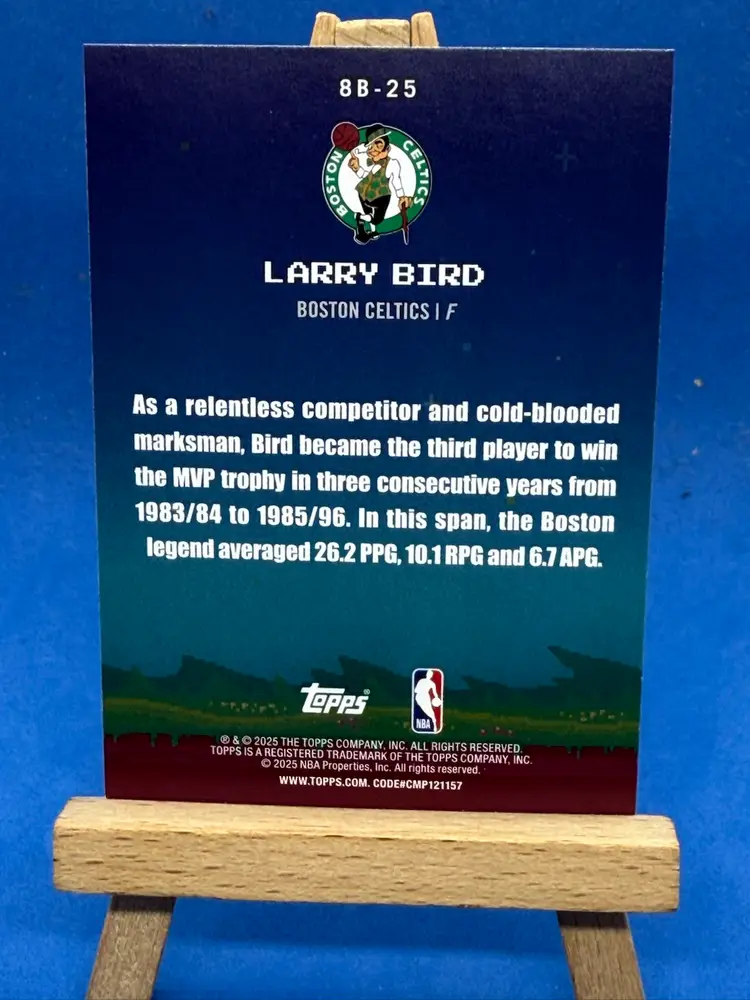 8B-25
BOSTON CELTICS
LARRY BIRD
BOSTON CELTICS | F
As a relentless competitor and cold-blooded
marksman, Bird became the third player to win
the MVP trophy in three consecutive years from
1983/84 to 1985/96. In this span, the Boston
legend averaged 26.2 PPG, 10.1 RPG and 6.7 APG.
Topps®
NBA
® & © 2025 THE TOPPS COMPANY, INC. ALL RIGHTS RESERVED.
TOPPS IS A REGISTERED TRADEMARK OF THE TOPPS COMPANY, INC.
© 2025 NBA Properties, Inc. All rights reserved.
WWW.TOPPS.COM. CODE#CMP121157